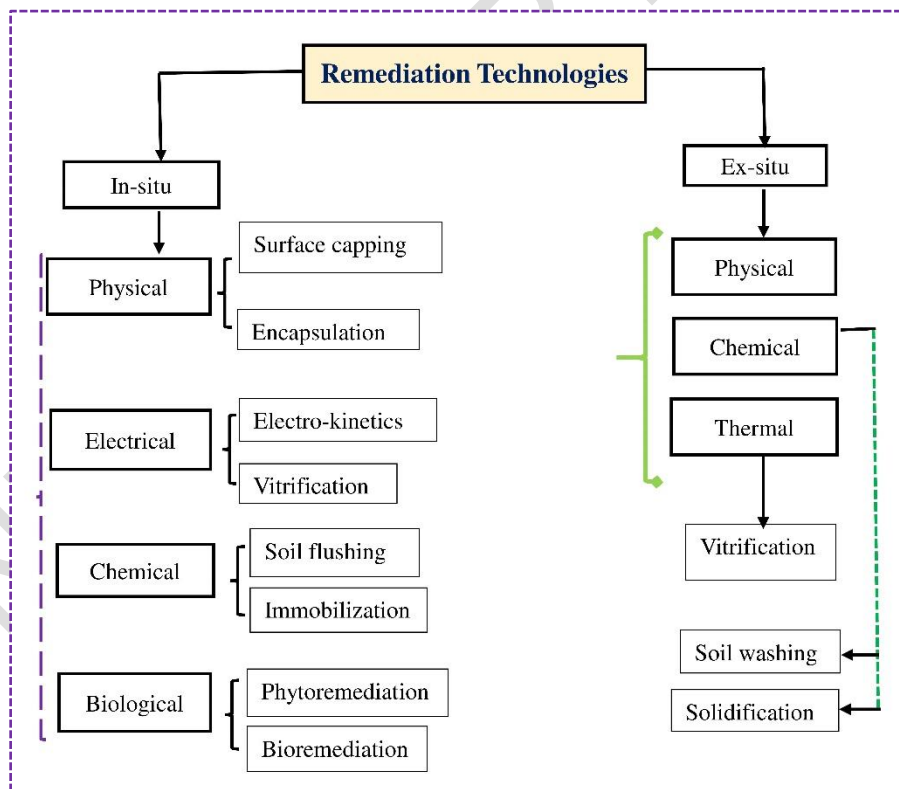 Remediation Technologies
In-situ
Physical
Surface capping
Encapsulation
Electrical
Electro-kinetics
Vitrification
Chemical
Soil flushing
Immobilization
Biological
Phytoremediation
Bioremediation
Ex-situ
Physical
Chemical
Thermal
Vitrification
Soil washing
Solidification